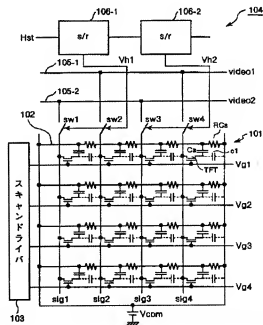 106-1
106-2
104
Hst
s/r
s/r
Vh1
Vh2
106-1
video1
105-2
video2
sw1
sw2
sw3
sw4
102
RCs
101
Cs
c1
TFT
Vg1
Vg2
Vg3
Vg4
スキャンドライバ
103
sig1
sig2
sig3
sig4
Vcom